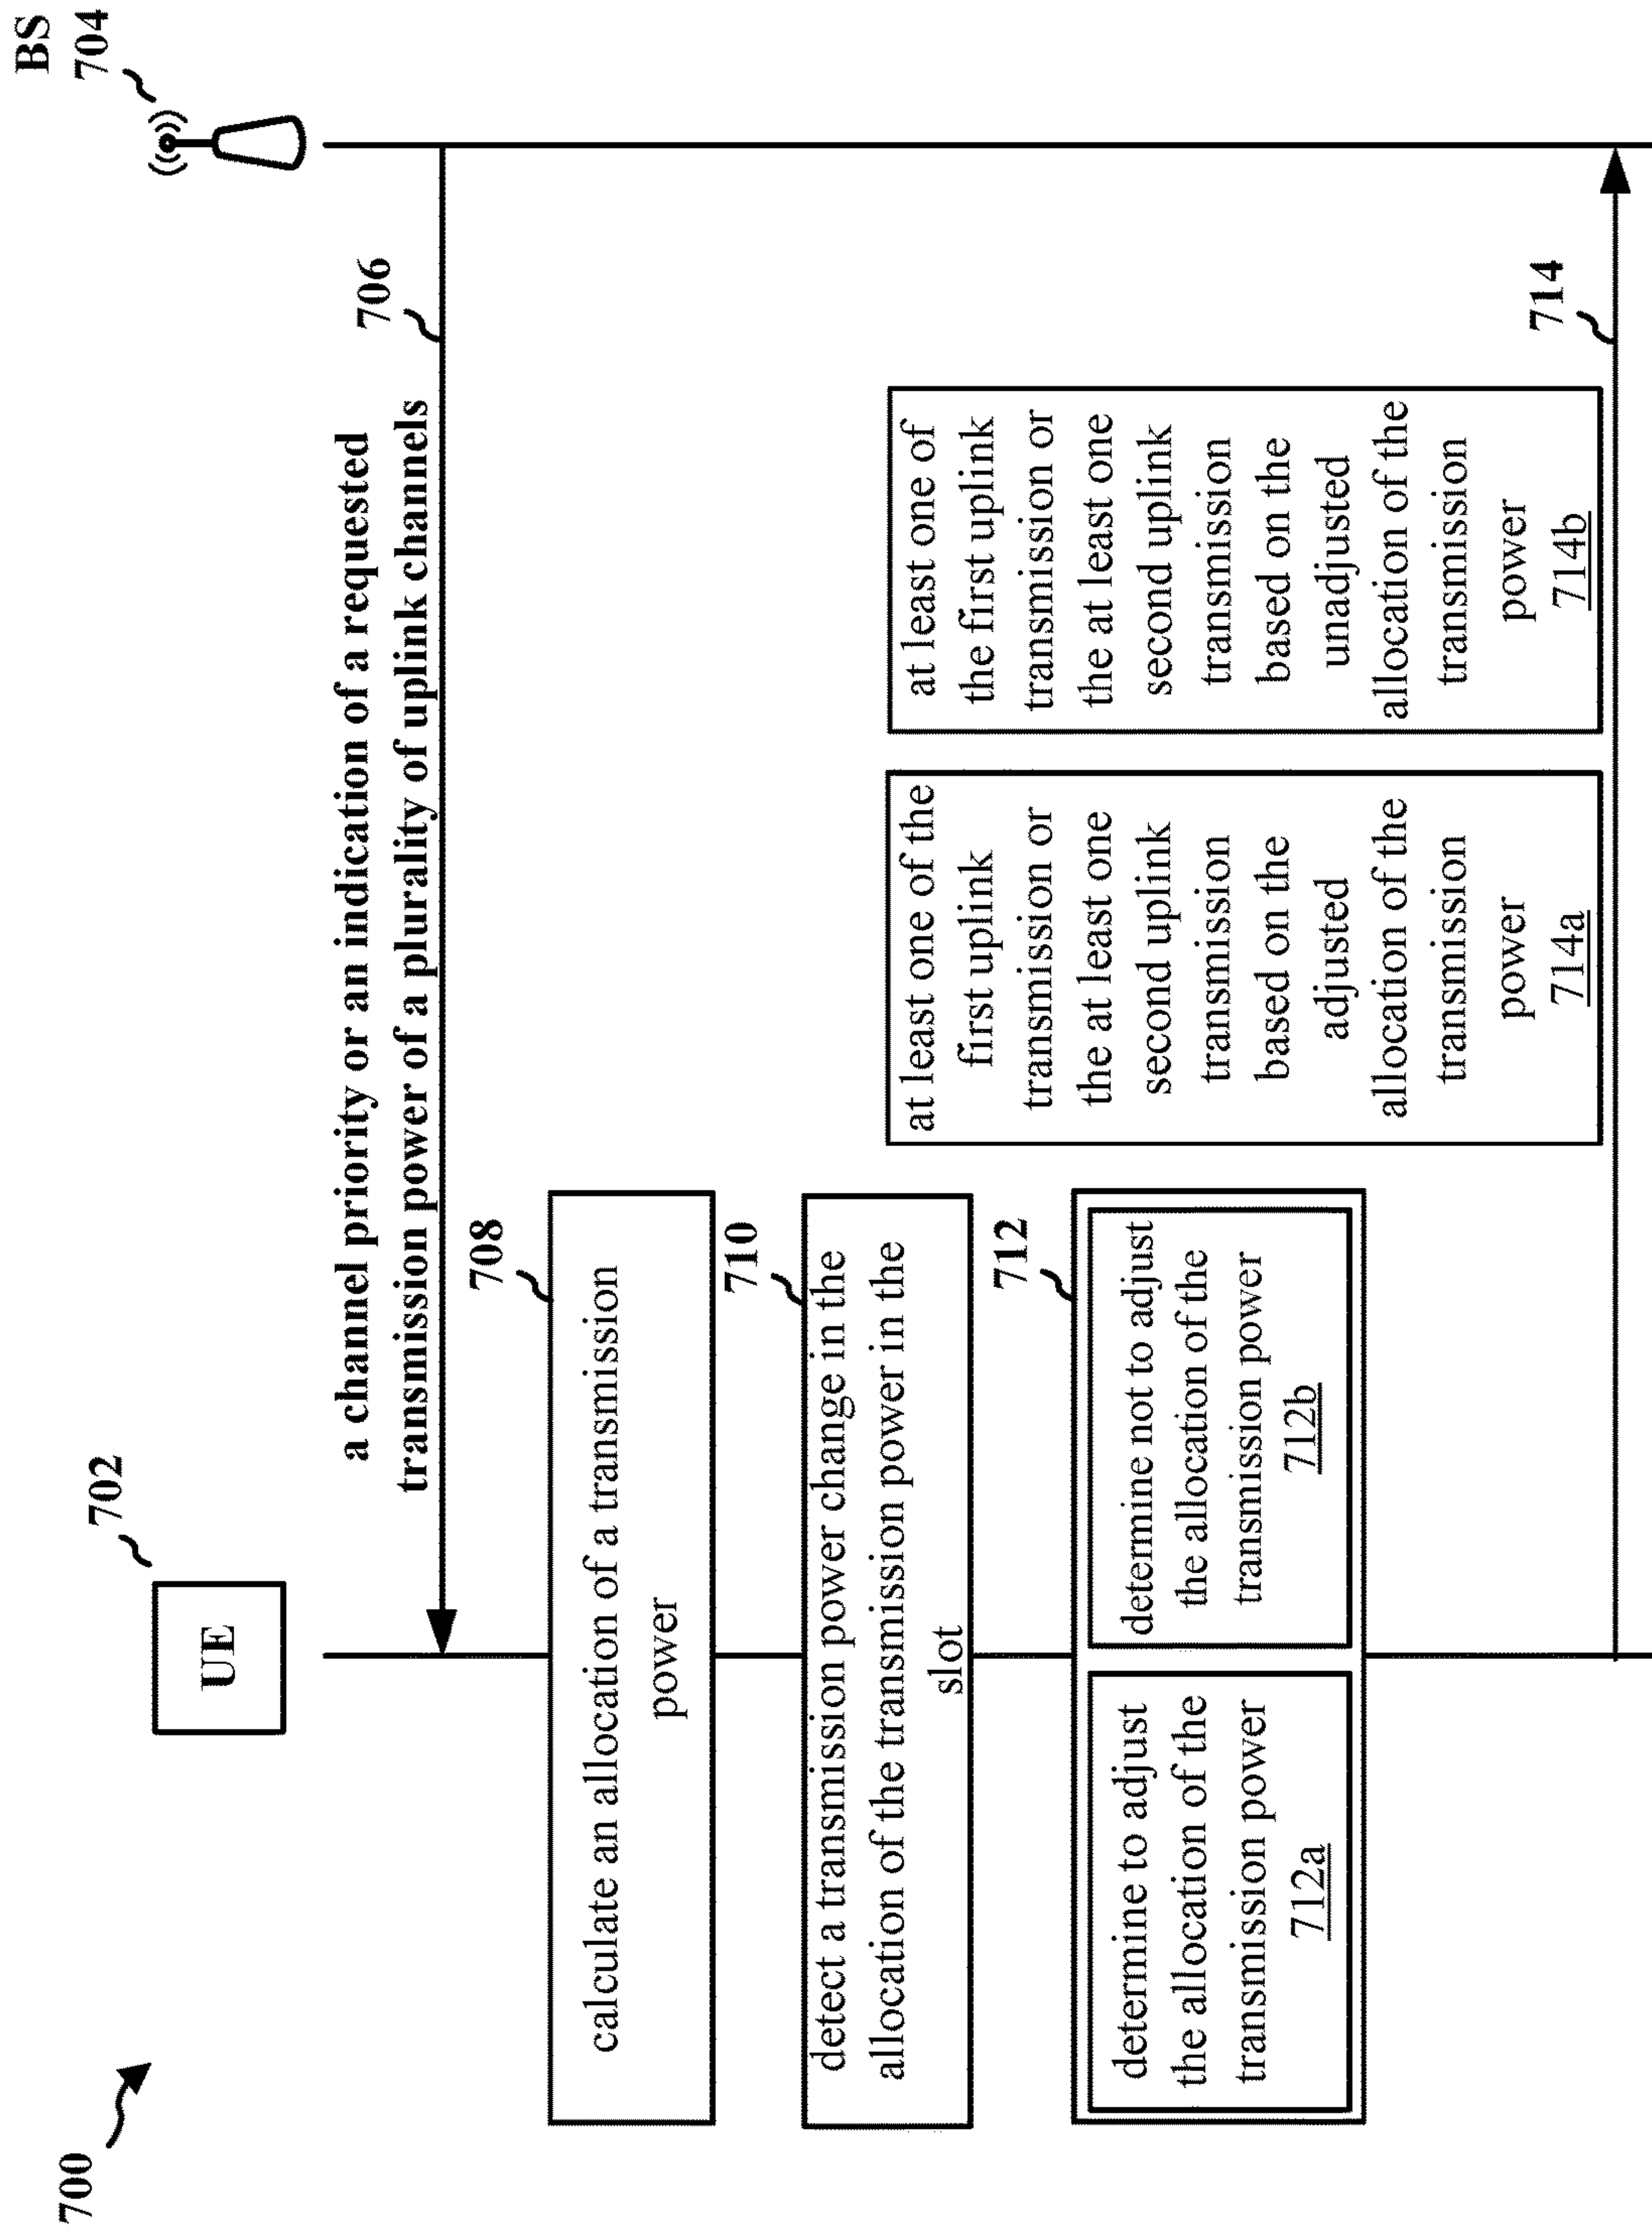 700
702
UE
BS
704
a channel priority or an indication of a requested
transmission power of a plurality of uplink channels
706
708
calculate an allocation of a transmission
power
710
detect a transmission power change in the
allocation of the transmission power in the
slot
712
determine to adjust
the allocation of the
transmission power
712a
determine not to adjust
the allocation of the
transmission power
712b
at least one of the
first uplink
transmission or
the at least one
second uplink
transmission
based on the
adjusted
allocation of the
transmission
power
714a
at least one of
the first uplink
transmission or
the at least one
second uplink
transmission
based on the
unadjusted
allocation of the
transmission
power
714b
714